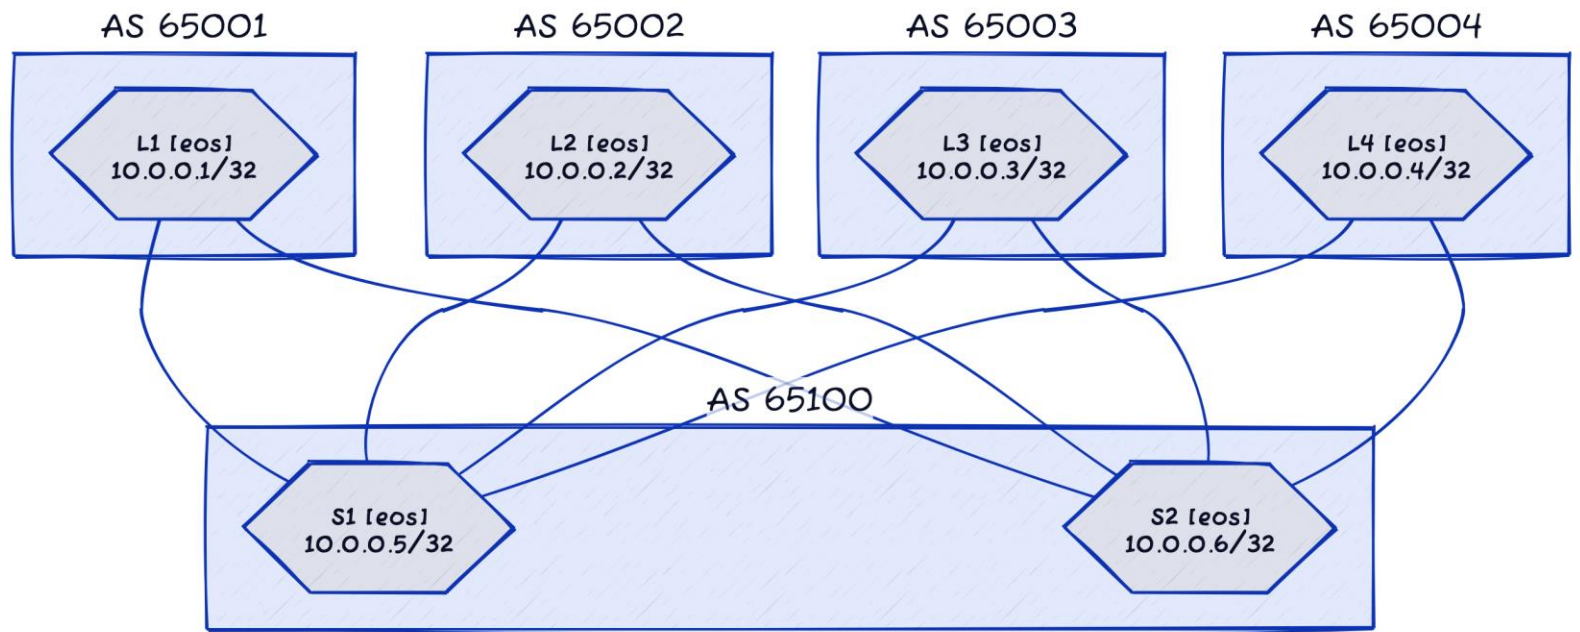 AS 65001
AS 65002
AS 65003
AS 65004
L1 [eos]
10.0.0.1/32
L2 [eos]
10.0.0.2/32
L3 [eos]
10.0.0.3/32
L4 [eos]
10.0.0.4/32
AS 65100
S1 [eos]
10.0.0.5/32
S2 [eos]
10.0.0.6/32